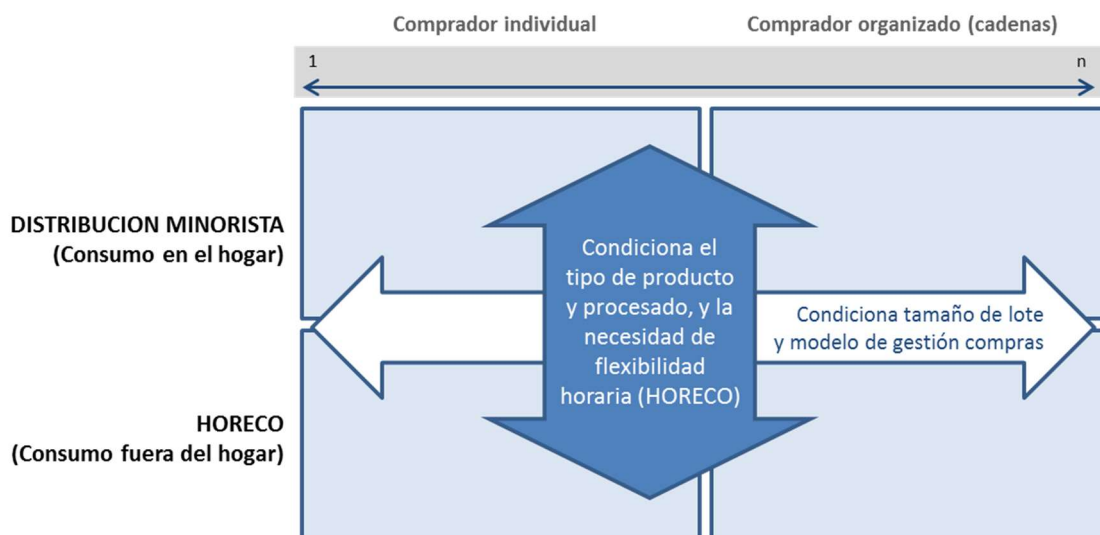 Comprador individual
Comprador organizado (cadenas)
1
n
DISTRIBUCION MINORISTA
(Consumo en el hogar)
Condiciona el
tipo de producto
y procesado, y la
necesidad de
flexibilidad
horaria (HORECO)
Condiciona tamaño de lote
y modelo de gestión compras
HORECO
(Consumo fuera del hogar)